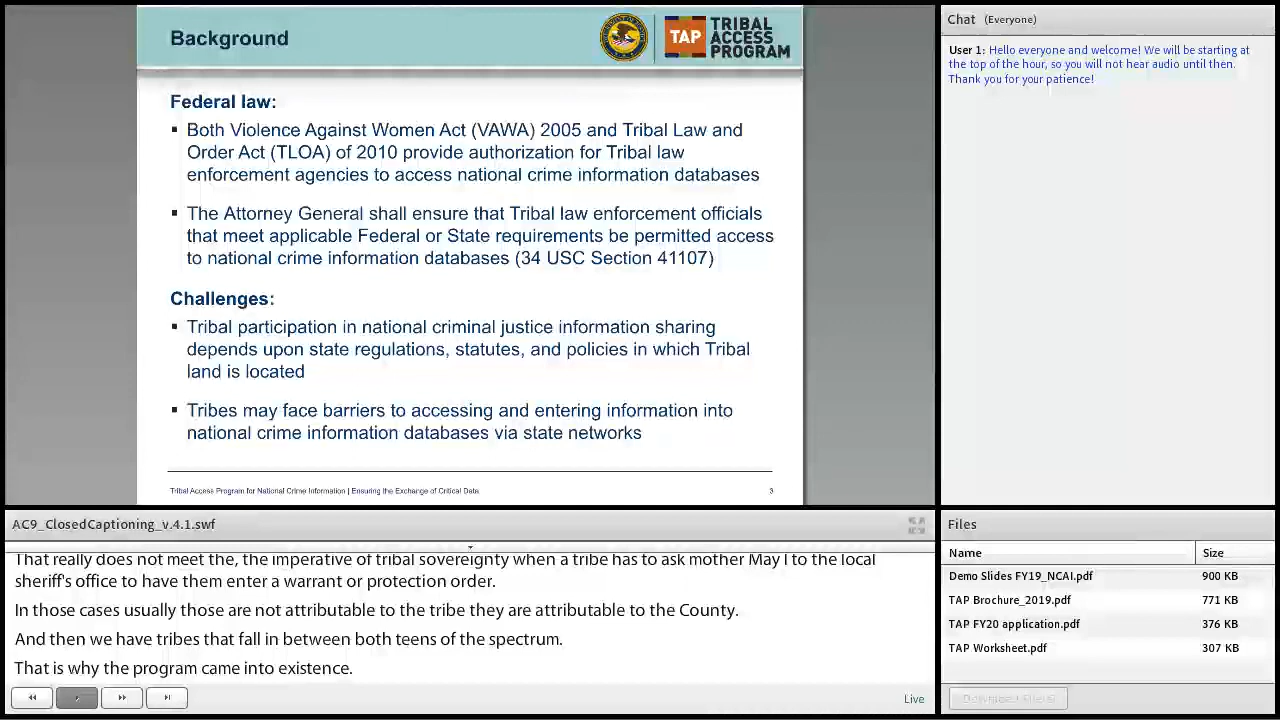 Background
TAP
TRIBAL
ACCESS
PROGRAM
Federal law:
▪ Both Violence Against Women Act (VAWA) 2005 and Tribal Law and
Order Act (TLOA) of 2010 provide authorization for Tribal law
enforcement agencies to access national crime information databases
▪ The Attorney General shall ensure that Tribal law enforcement officials
that meet applicable Federal or State requirements be permitted access
to national crime information databases (34 USC Section 41107)
Challenges:
▪ Tribal participation in national criminal justice information sharing
depends upon state regulations, statutes, and policies in which Tribal
land is located
▪ Tribes may face barriers to accessing and entering information into
national crime information databases via state networks
Tribal Access Program for National Crime Information | Ensuring the Exchange of Critical Data
3
Chat (Everyone)
User 1: Hello everyone and welcome! We will be starting at
the top of the hour, so you will not hear audio until then.
Thank you for your patience!
AC9_ClosedCaptioning_v.4.1.swf
That really does not meet the, the imperative of tribal sovereignty when a tribe has to ask mother May I to the local
sheriff's office to have them enter a warrant or protection order.
In those cases usually those are not attributable to the tribe they are attributable to the County.
And then we have tribes that fall in between both teens of the spectrum.
That is why the program came into existence.
Live
Files
Name Size
Demo Slides FY19_NCAI.pdf 900 KB
TAP Brochure_2019.pdf 771 KB
TAP FY20 application.pdf 376 KB
TAP Worksheet.pdf 307 KB
Download File(s)